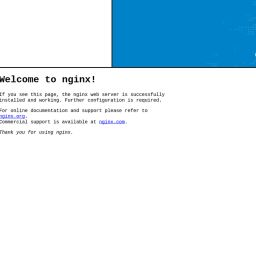 Welcome to nginx!
If you see this page, the nginx web server is successfully
installed and working. Further configuration is required.
For online documentation and support please refer to
nginx.org.
Commercial support is available at nginx.com.
Thank you for using nginx.